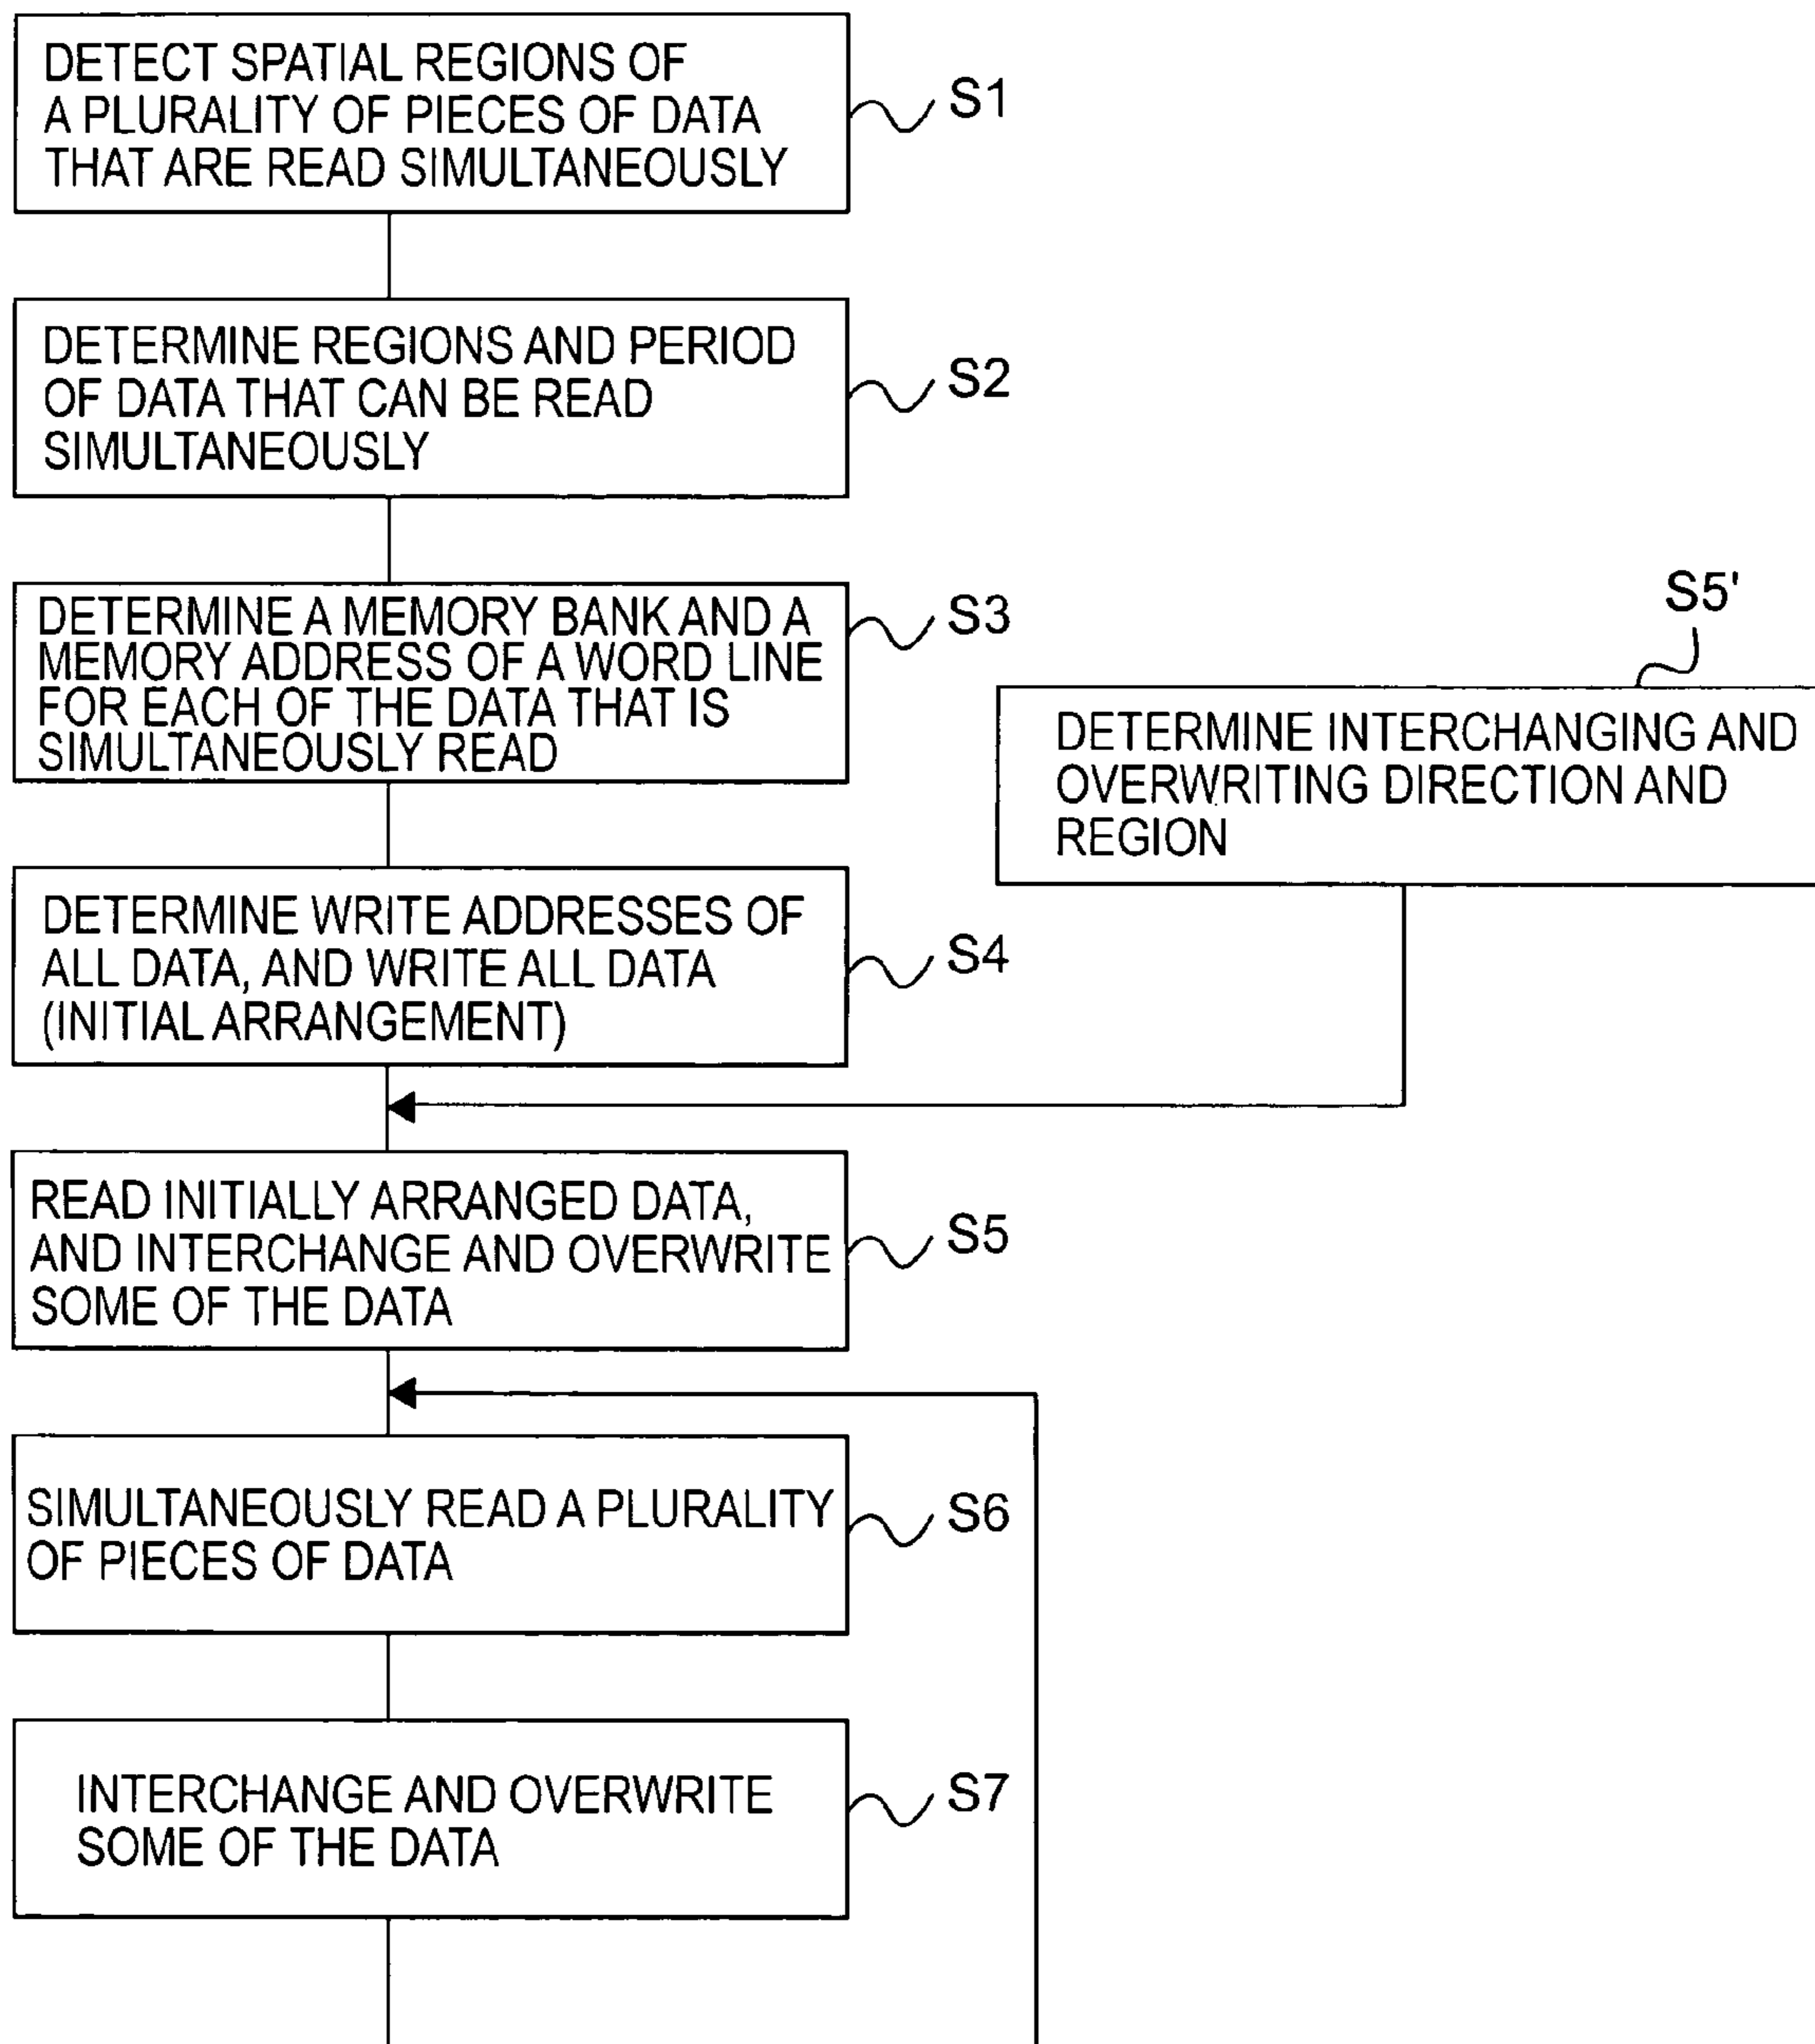 DETECT SPATIAL REGIONS OF
A PLURALITY OF PIECES OF DATA
THAT ARE READ SIMULTANEOUSLY
S1
DETERMINE REGIONS AND PERIOD
OF DATA THAT CAN BE READ
SIMULTANEOUSLY
S2
DETERMINE A MEMORY BANK AND A
MEMORY ADDRESS OF A WORD LINE
FOR EACH OF THE DATA THAT IS
SIMULTANEOUSLY READ
S3
S5'
DETERMINE INTERCHANGING AND
OVERWRITING DIRECTION AND
REGION
DETERMINE WRITE ADDRESSES OF
ALL DATA, AND WRITE ALL DATA
(INITIAL ARRANGEMENT)
S4
READ INITIALLY ARRANGED DATA,
AND INTERCHANGE AND OVERWRITE
SOME OF THE DATA
S5
SIMULTANEOUSLY READ A PLURALITY
OF PIECES OF DATA
S6
INTERCHANGE AND OVERWRITE
SOME OF THE DATA
S7